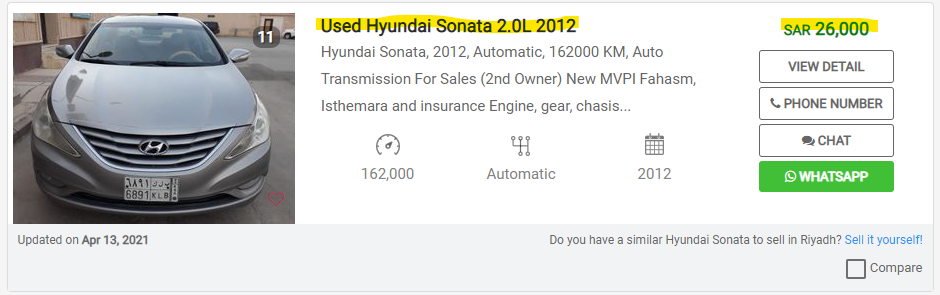 11
Used Hyundai Sonata 2.0L 2012
SAR 26,000
Hyundai Sonata, 2012, Automatic, 162000 KM, Auto
Transmission For Sales (2nd Owner) New MVPI Fahasm,
Isthemara and insurance Engine, gear, chasis...
VIEW DETAIL
PHONE NUMBER
CHAT
WHATSAPP
162,000
Automatic
2012
6891 KLB
Updated on Apr 13, 2021
Do you have a similar Hyundai Sonata to sell in Riyadh? Sell it yourself!
Compare